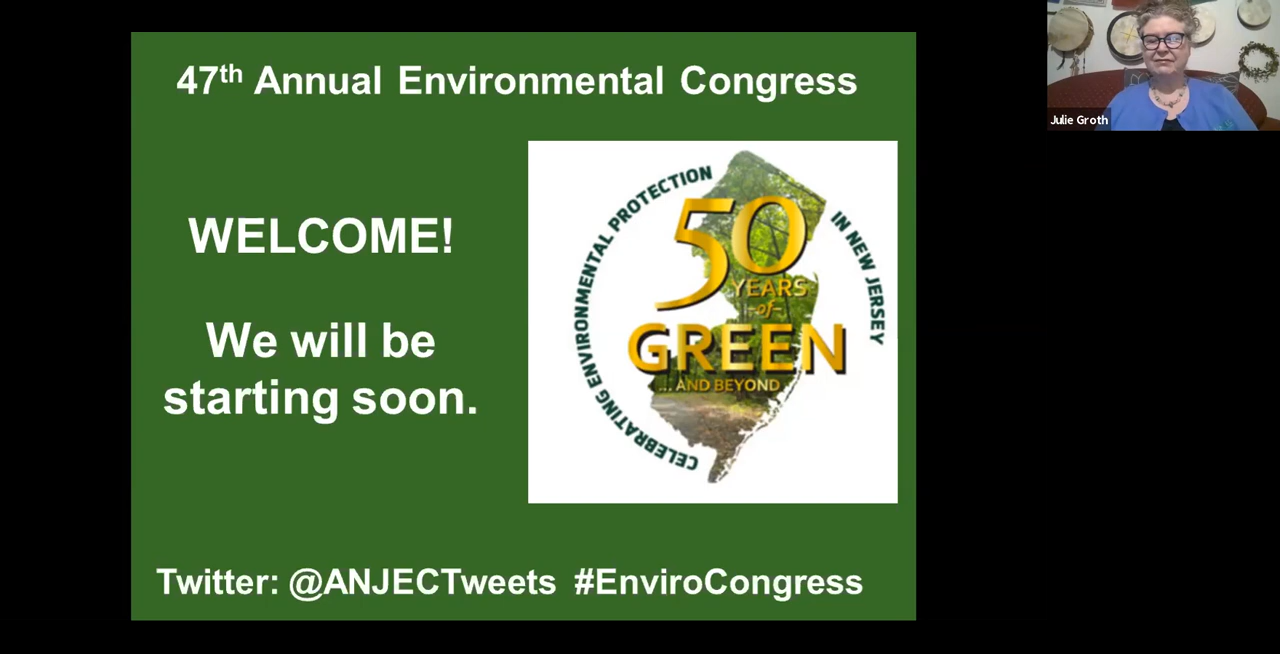 47th Annual Environmental Congress
WELCOME!
We will be
starting soon.
CELEBRATING ENVIRONMENTAL PROTECTION
IN NEW JERSEY
50
YEARS
of
GREEN
...AND BEYOND
Twitter: @ANJECTweets #EnviroCongress
Julie Groth